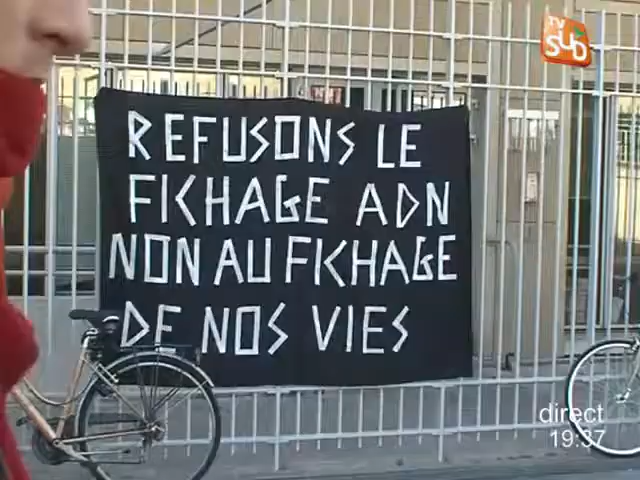 TV
SUD
REFUSONS LE
FICHAGE ADN
NON AU FICHAGE
DE NOS VIES
direct
19:37